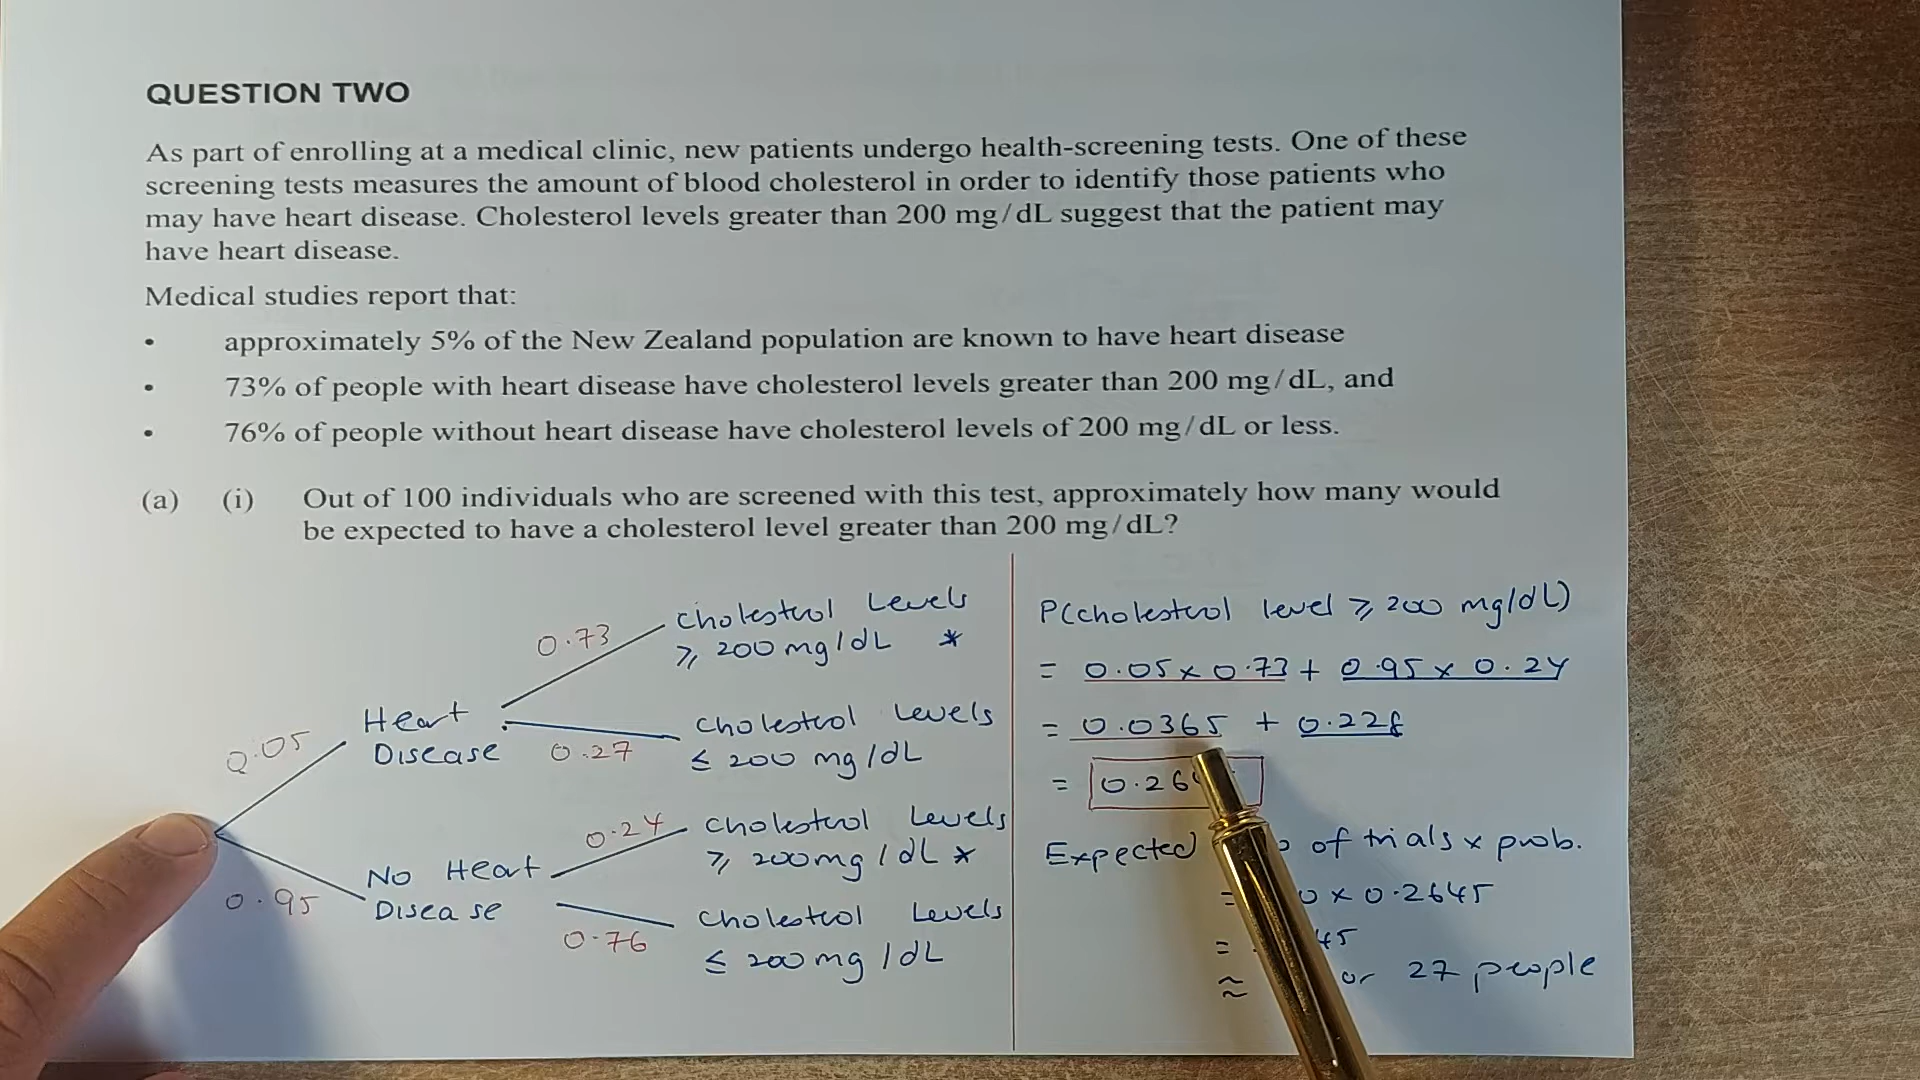 QUESTION TWO
As part of enrolling at a medical clinic, new patients undergo health-screening tests. One of these
screening tests measures the amount of blood cholesterol in order to identify those patients who
may have heart disease. Cholesterol levels greater than 200 mg/dL suggest that the patient may
have heart disease.
Medical studies report that:
• approximately 5% of the New Zealand population are known to have heart disease
• 73% of people with heart disease have cholesterol levels greater than 200 mg/dL, and
• 76% of people without heart disease have cholesterol levels of 200 mg/dL or less.
(a) (i) Out of 100 individuals who are screened with this test, approximately how many would
be expected to have a cholesterol level greater than 200 mg/dL?
0.05
Heart
Disease
0.73
Cholestrol Levels
⩾ 200 mg/dL *
0.27
Cholestrol Levels
≤ 200 mg/dL
0.95
No Heart
Disease
0.24
Cholestrol Levels
⩾ 200 mg/dL *
0.76
Cholestrol Levels
≤ 200 mg/dL
P(Cholestrol level ⩾ 200 mg/dL)
= 0.05 × 0.73 + 0.95 × 0.24
= 0.0365 + 0.228
= 0.26
Expected of trials × prob.
= × 0.2645
= 45
≈ or 27 people